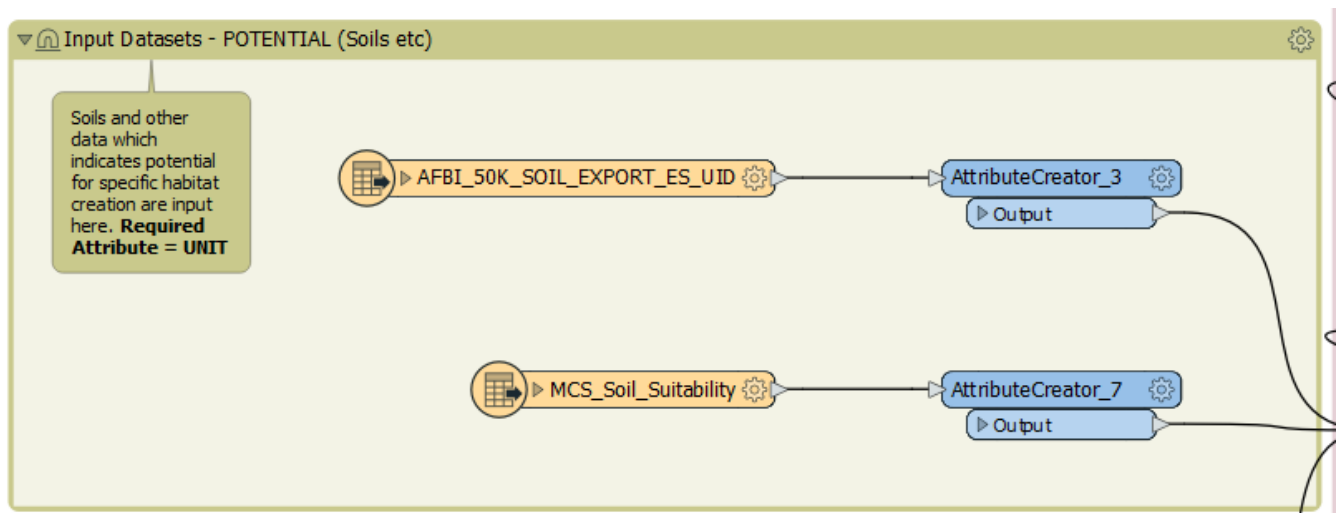 Input Datasets - POTENTIAL (Soils etc)
Soils and other
data which
indicates potential
for specific habitat
creation are input
here. Required
Attribute = UNIT
AFBI_50K_SOIL_EXPORT_ES_UID
AttributeCreator_3
Output
MCS_Soil_Suitability
AttributeCreator_7
Output